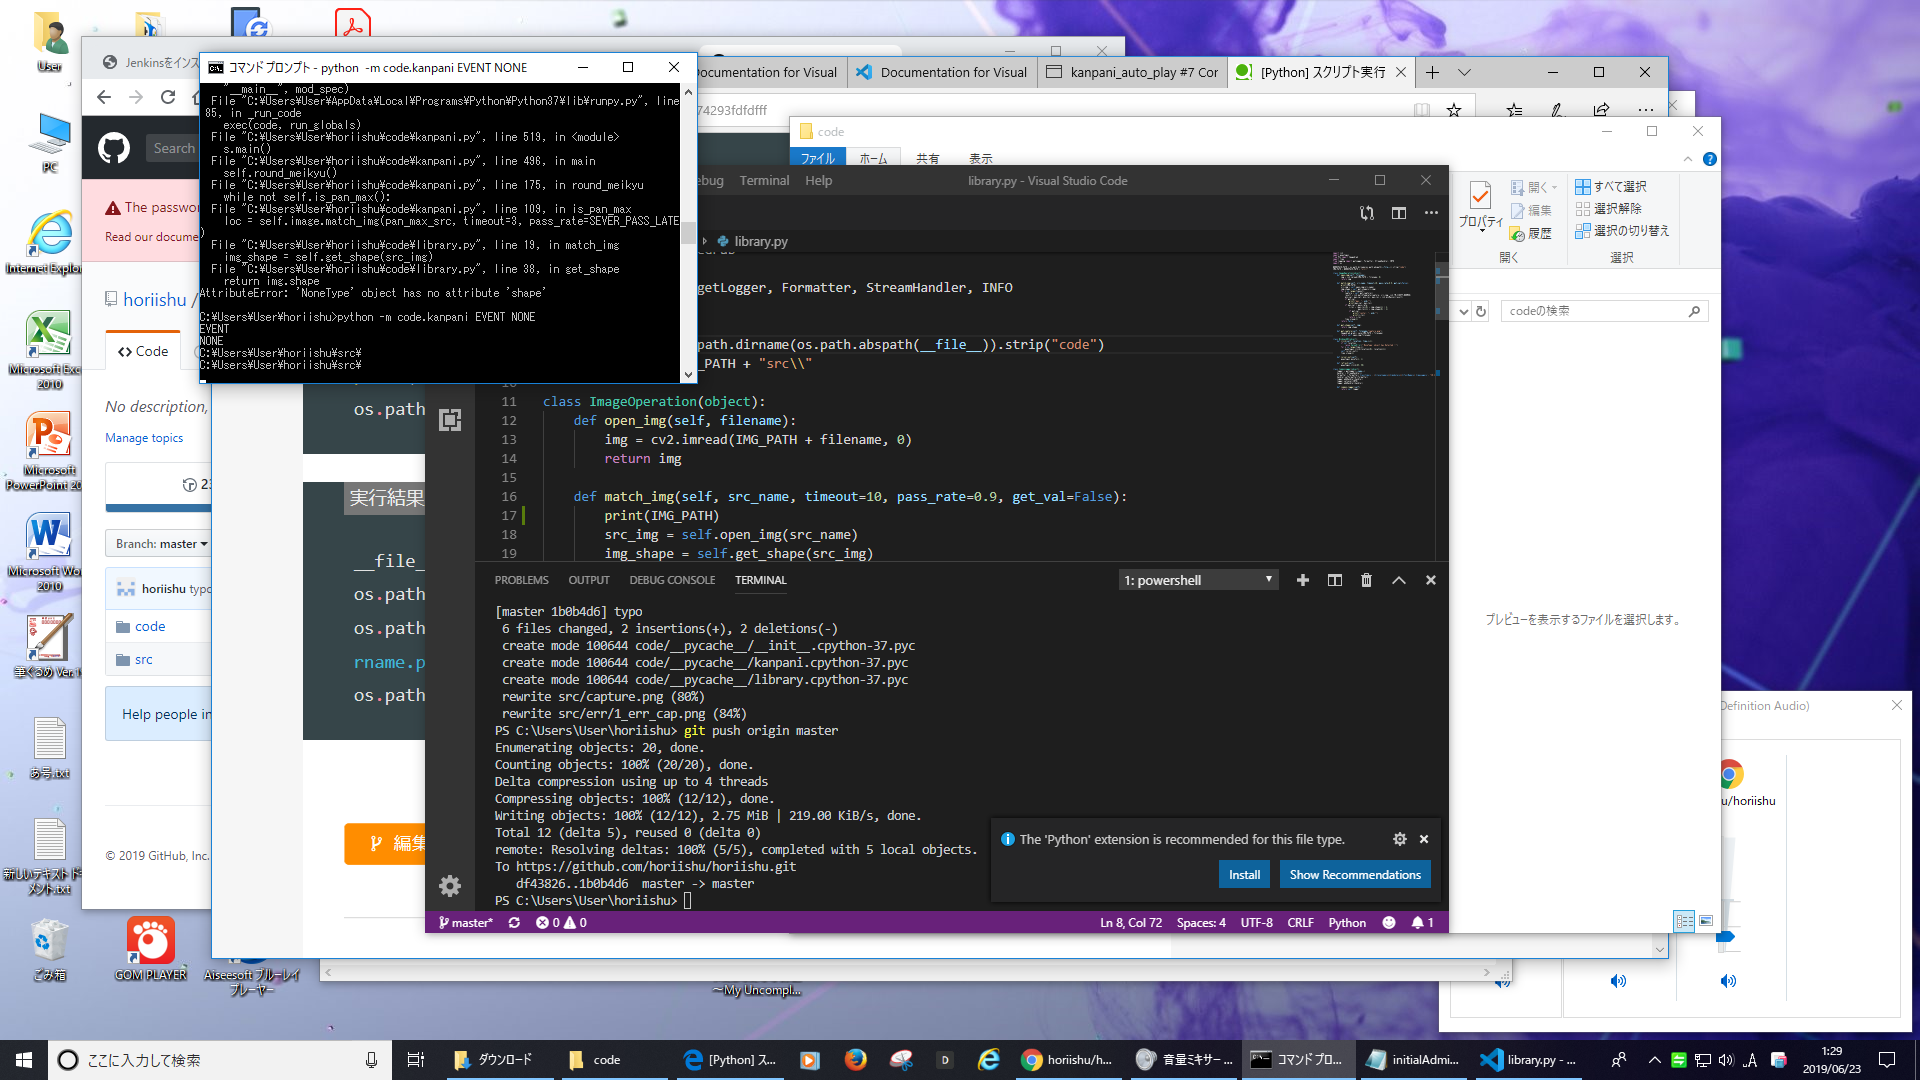 User
PC
Internet Explo
Microsoft Exc
2010
Microsoft
PowerPoint 20
Microsoft Wo
2010
筆ぐるめ Ver.1
あ号.txt
新しいテキスト ドキュ
メント.txt
ごみ箱
GOM PLAYER
Aiseesoft ブルーレイ
プレーヤー
～My Uncompl...
Jenkinsをインス
Search
The passwor
Read our docume
horiishu /
Code
No description,
Manage topics
23
Branch: master
horiishu typo
code
src
Help people in
© 2019 GitHub, Inc.
コマンド プロンプト - python  -m code.kanpani EVENT NONE
"__main__", mod_spec)
File "C:¥Users¥User¥AppData¥Local¥Programs¥Python¥Python37¥lib¥runpy.py", line
85, in _run_code
exec(code, run_globals)
File "C:¥Users¥User¥horiishu¥code¥kanpani.py", line 519, in <module>
s.main()
File "C:¥Users¥User¥horiishu¥code¥kanpani.py", line 496, in main
self.round_meikyu()
File "C:¥Users¥User¥horiishu¥code¥kanpani.py", line 175, in round_meikyu
while not self.is_pan_max():
File "C:¥Users¥User¥horiishu¥code¥kanpani.py", line 109, in is_pan_max
loc = self.image.match_img(pan_max_src, timeout=3, pass_rate=SEVER_PASS_LATE
)
File "C:¥Users¥User¥horiishu¥code¥library.py", line 19, in match_img
img_shape = self.get_shape(src_img)
File "C:¥Users¥User¥horiishu¥code¥library.py", line 38, in get_shape
return img.shape
AttributeError: 'NoneType' object has no attribute 'shape'
C:¥Users¥User¥horiishu>python -m code.kanpani EVENT NONE
EVENT
NONE
C:¥Users¥User¥horiishu¥src¥
C:¥Users¥User¥horiishu¥src¥
ocumentation for Visual
Documentation for Visual
kanpani_auto_play #7 Cor
[Python] スクリプト実行
74293fdfdfff
os.path
実行結果
__file_
os.path
os.path
rname.p
os.path
編集
code
ファイル
ホーム
共有
表示
プロパティ
開く
編集
履歴
開く
すべて選択
選択解除
選択の切り替え
選択
codeの検索
プレビューを表示するファイルを選択します。
ebug
Terminal
Help
library.py - Visual Studio Code
library.py
getLogger, Formatter, StreamHandler, INFO
path.dirname(os.path.abspath(__file__)).strip("code")
_PATH + "src\\"
10
11 class ImageOperation(object):
12 def open_img(self, filename):
13 img = cv2.imread(IMG_PATH + filename, 0)
14 return img
15
16 def match_img(self, src_name, timeout=10, pass_rate=0.9, get_val=False):
17 print(IMG_PATH)
18 src_img = self.open_img(src_name)
19 img_shape = self.get_shape(src_img)
PROBLEMS
OUTPUT
DEBUG CONSOLE
TERMINAL
1: powershell
[master 1b0b4d6] typo
6 files changed, 2 insertions(+), 2 deletions(-)
create mode 100644 code/__pycache__/__init__.cpython-37.pyc
create mode 100644 code/__pycache__/kanpani.cpython-37.pyc
create mode 100644 code/__pycache__/library.cpython-37.pyc
rewrite src/capture.png (80%)
rewrite src/err/1_err_cap.png (84%)
PS C:\Users\User\horiishu> git push origin master
Enumerating objects: 20, done.
Counting objects: 100% (20/20), done.
Delta compression using up to 4 threads
Compressing objects: 100% (12/12), done.
Writing objects: 100% (12/12), 2.75 MiB | 219.00 KiB/s, done.
Total 12 (delta 5), reused 0 (delta 0)
remote: Resolving deltas: 100% (5/5), completed with 5 local objects.
To https://github.com/horiishu/horiishu.git
df43826..1b0b4d6  master -> master
PS C:\Users\User\horiishu>
The 'Python' extension is recommended for this file type.
Install
Show Recommendations
master*
0
0
Ln 8, Col 72
Spaces: 4
UTF-8
CRLF
Python
1
Definition Audio)
u/horiishu
ここに入力して検索
ダウンロード
code
[Python] ス...
horiishu/h...
音量ミキサー ...
コマンド プロ...
initialAdmi...
library.py - ...
1:29
2019/06/23